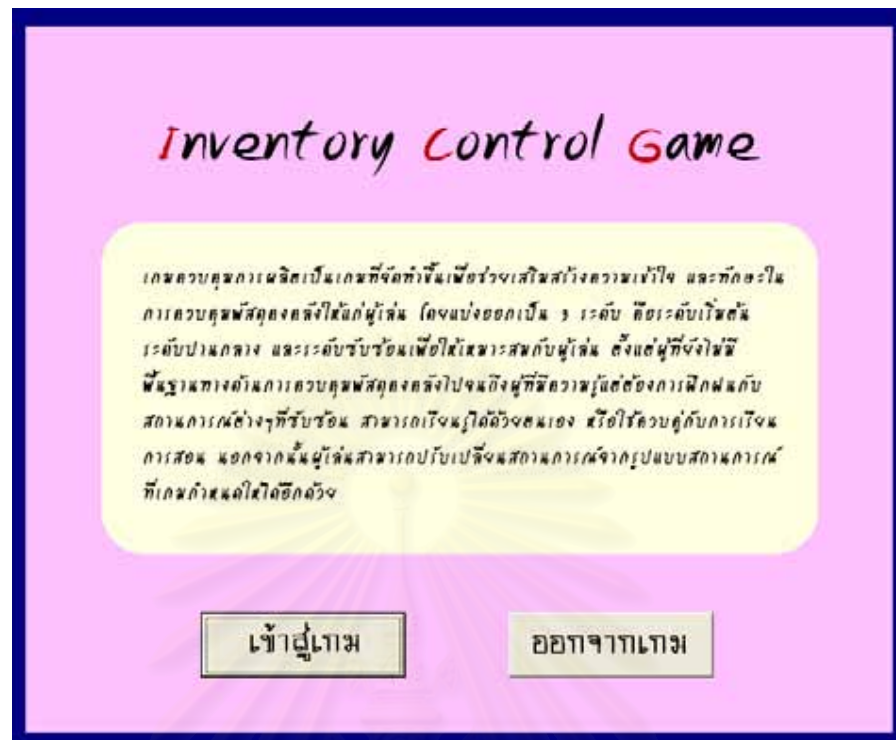 Inventory Control Game
เกมควบคุมการผลิตเป็นเกมที่จัดทำขึ้นเพื่อช่วยเสริมสร้างความเข้าใจ และทักษะใน
การควบคุมพัสดุคงคลังให้แก่ผู้เล่น โดยแบ่งออกเป็น 3 ระดับ คือระดับเริ่มต้น
ระดับปานกลาง และระดับซับซ้อนเพื่อให้เหมาะสมกับผู้เล่น ตั้งแต่ผู้ที่ยังไม่มี
พื้นฐานทางด้านการควบคุมพัสดุคงคลังไปจนถึงผู้ที่มีความรู้แต่ต้องการฝึกฝนกับ
สถานการณ์ต่างๆที่ซับซ้อน สามารถเรียนรู้ได้ด้วยตนเอง หรือใช้ควบคู่กับการเรียน
การสอน นอกจากนั้นผู้เล่นสามารถปรับเปลี่ยนสถานการณ์จากรูปแบบสถานการณ์
ที่เกมกำหนดให้ได้อีกด้วย
เข้าสู่เกม ออกจากเกม